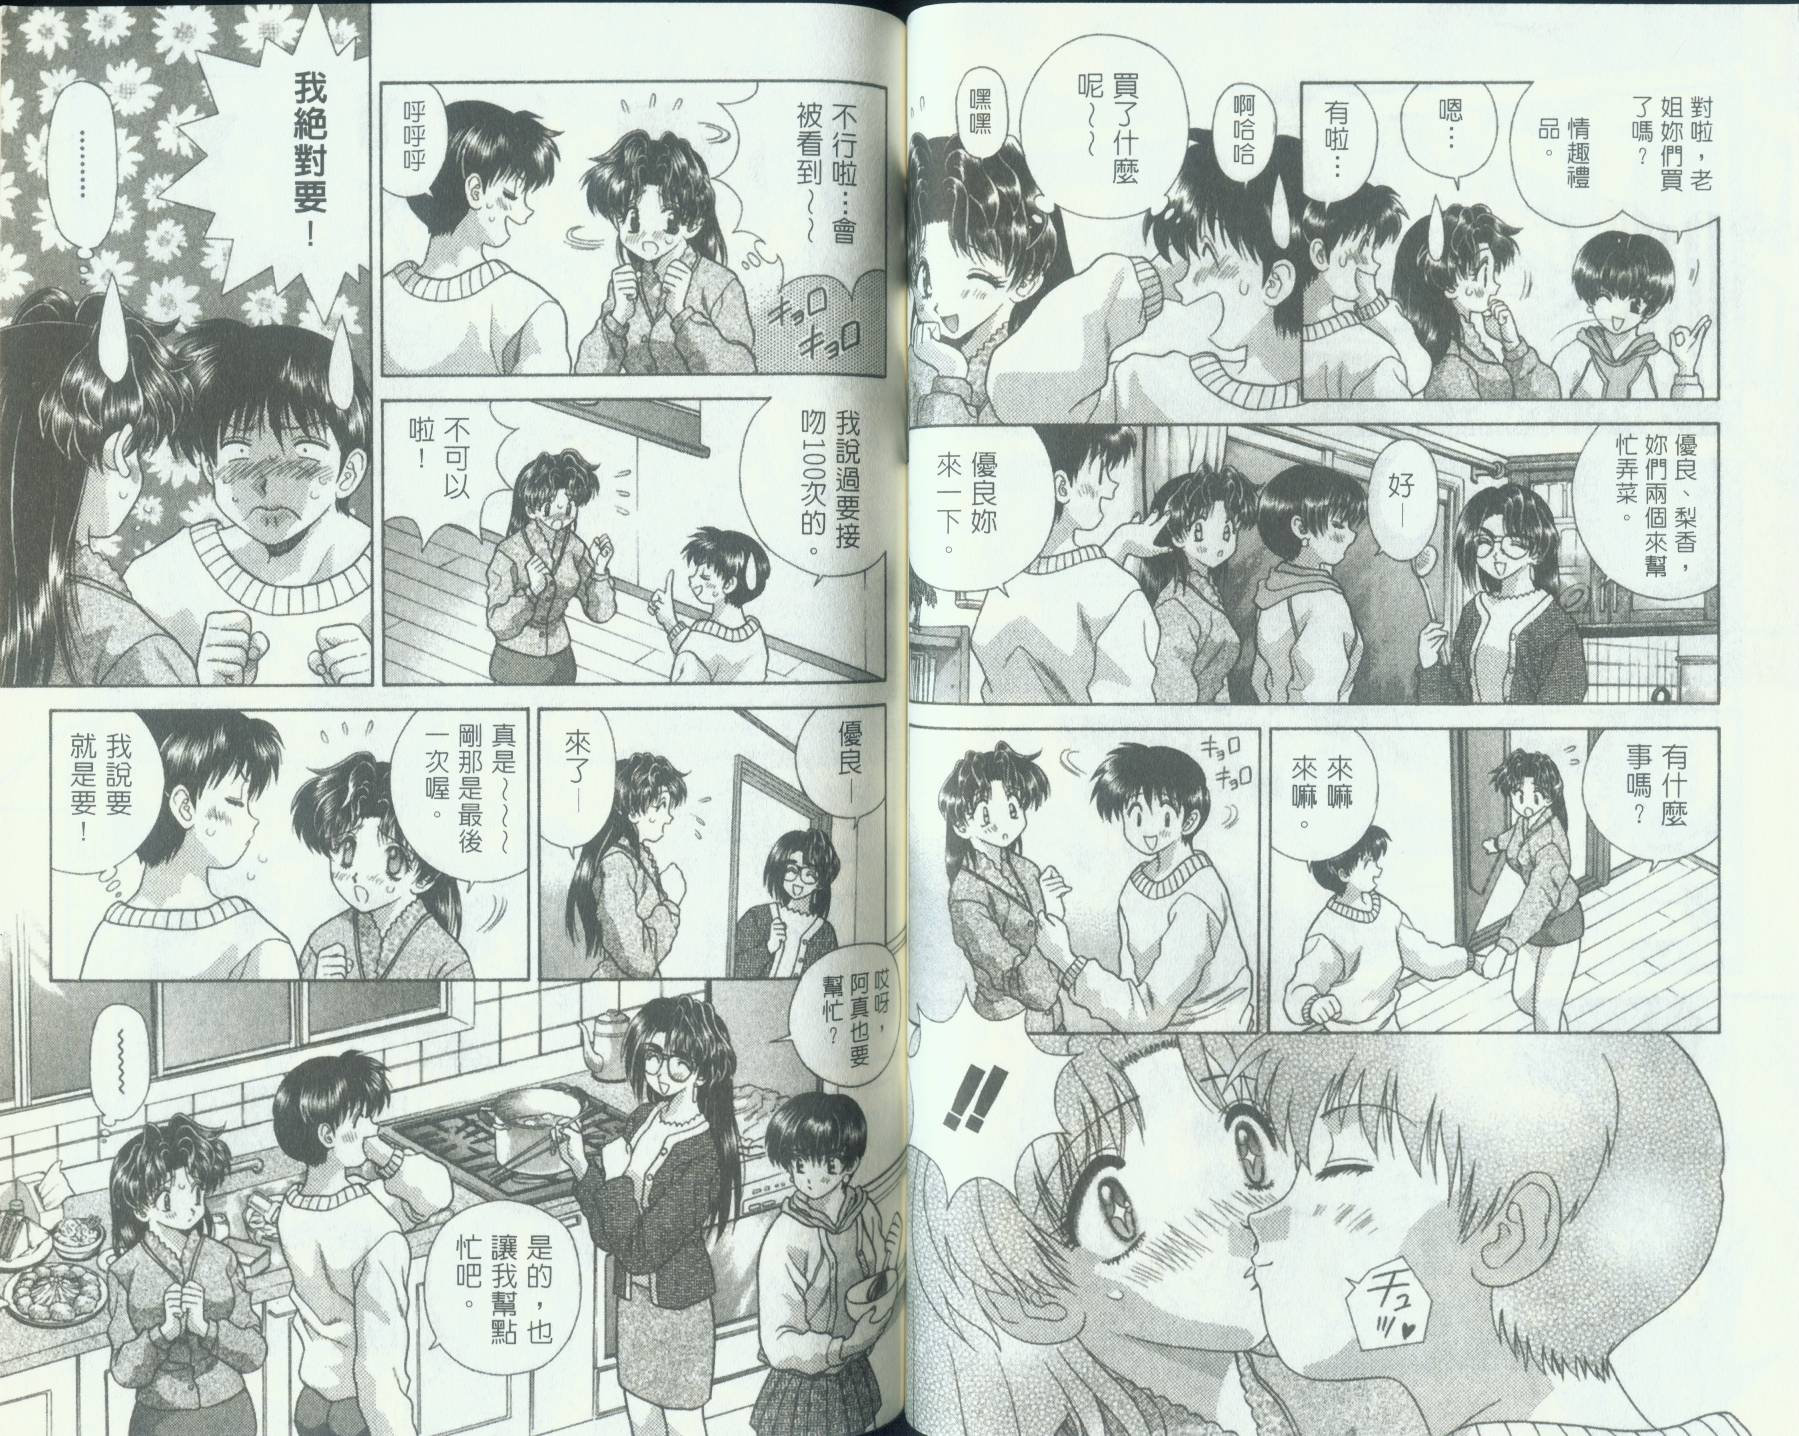 對啦，老
姐妳們買
了嗎？
情趣禮
品。
嗯…
有啦…
啊哈哈
買了什麼
呢～～
嘿嘿
優良、梨香，
妳們兩個來幫
忙弄菜。
好—
優良妳
來一下。
有什麼
事嗎？
來嘛
來嘛。
キョロ
キョロ
!!
チュッ♥
不行啦…會
被看到～～
キョロ
キョロ
呼呼呼
我說過要接
吻100次的。
不可以
啦！
我絕對要！
………
優良—
來了—
真是～～～
剛那是最後
一次喔。
我說要
就是要！
哎呀，
阿真也要
幫忙？
是的，也
讓我幫點
忙吧。
～～～